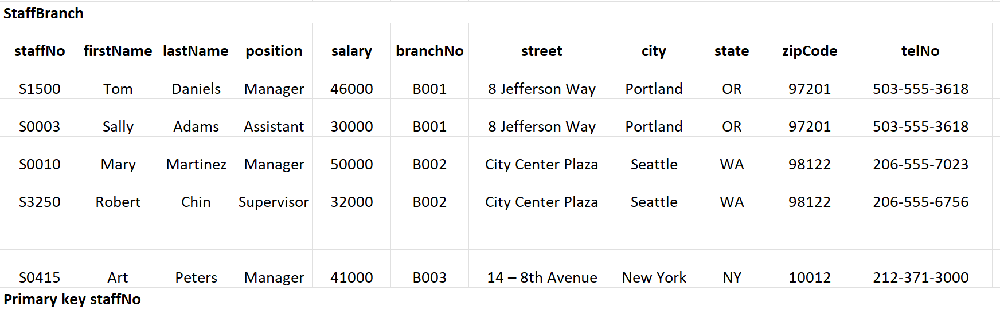 StaffBranch
staffNo firstName lastName position salary branchNo street city state zipCode telNo
S1500 Tom Daniels Manager 46000 B001 8 Jefferson Way Portland OR 97201 503-555-3618
S0003 Sally Adams Assistant 30000 B001 8 Jefferson Way Portland OR 97201 503-555-3618
S0010 Mary Martinez Manager 50000 B002 City Center Plaza Seattle WA 98122 206-555-7023
S3250 Robert Chin Supervisor 32000 B002 City Center Plaza Seattle WA 98122 206-555-6756
S0415 Art Peters Manager 41000 B003 14 – 8th Avenue New York NY 10012 212-371-3000
Primary key staffNo